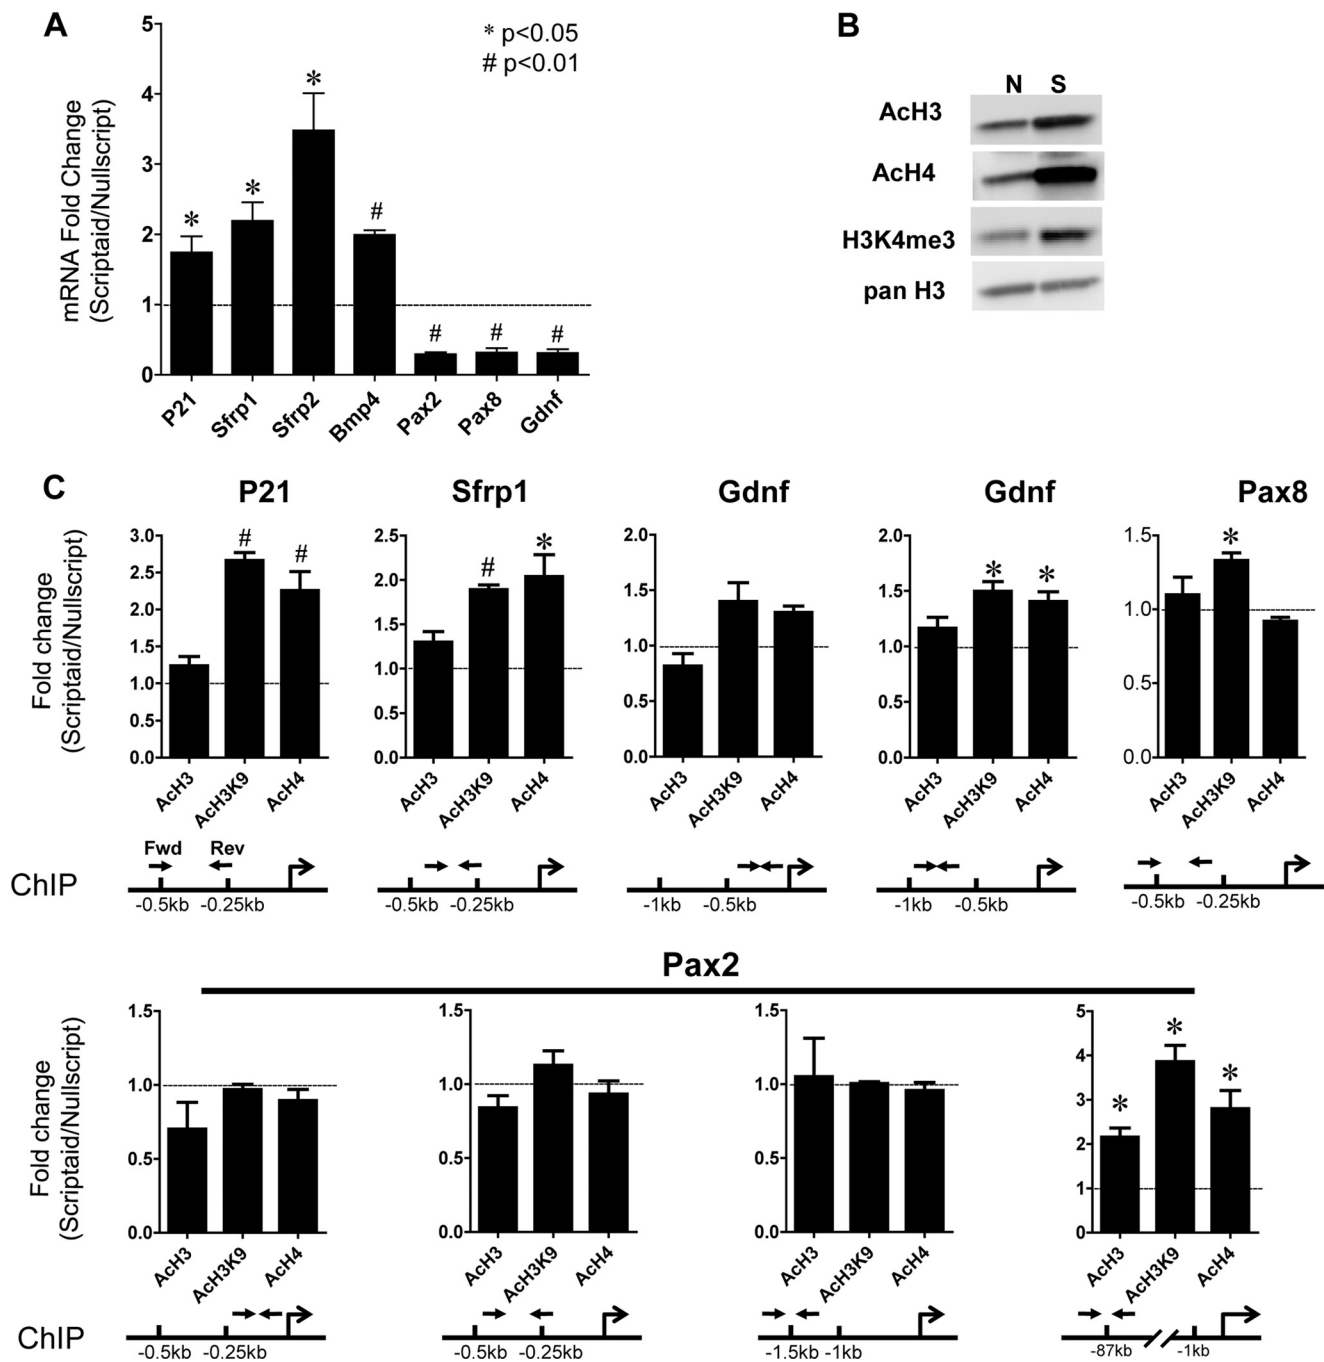 A
5
4
3
2
1
0
mRNA Fold Change
(Scriptaid/Nullscript)
* p<0.05
# p<0.01
*
*
*
#
#
#
#
P21
Sfrp1
Sfrp2
Bmp4
Pax2
Pax8
Gdnf
B
N S
AcH3
AcH4
H3K4me3
pan H3
C
P21
Sfrp1
Gdnf
Gdnf
Pax8
Fold change
(Scriptaid/Nullscript)
3.0
2.5
2.0
1.5
1.0
0.5
0.0
#
#
AcH3
AcH3K9
AcH4
2.5
2.0
1.5
1.0
0.5
0.0
#
*
AcH3
AcH3K9
AcH4
2.0
1.5
1.0
0.5
0.0
AcH3
AcH3K9
AcH4
2.0
1.5
1.0
0.5
0.0
*
*
AcH3
AcH3K9
AcH4
1.5
1.0
0.5
0.0
*
AcH3
AcH3K9
AcH4
ChIP
Fwd Rev
-0.5kb -0.25kb
-0.5kb -0.25kb
-1kb -0.5kb
-1kb -0.5kb
-0.5kb -0.25kb
Pax2
Fold change
(Scriptaid/Nullscript)
1.5
1.0
0.5
0.0
AcH3
AcH3K9
AcH4
1.5
1.0
0.5
0.0
AcH3
AcH3K9
AcH4
1.5
1.0
0.5
0.0
AcH3
AcH3K9
AcH4
5
4
3
2
1
0
*
*
*
AcH3
AcH3K9
AcH4
ChIP
-0.5kb -0.25kb
-0.5kb -0.25kb
-1.5kb -1kb
-87kb -1kb